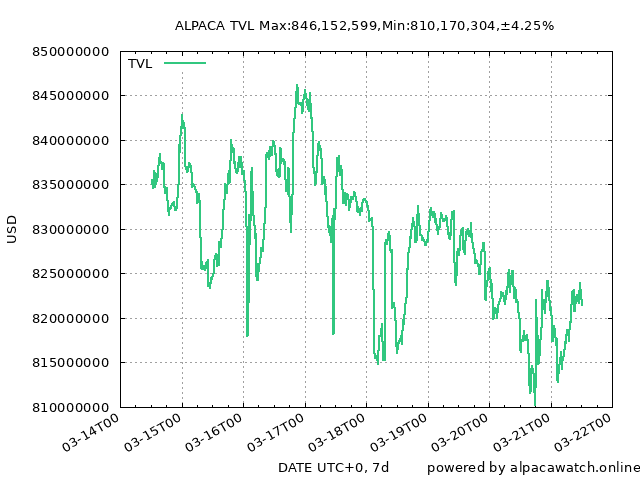 ALPACA TVL Max:846,152,599,Min:810,170,304,±4.25%
TVL
USD
850000000
845000000
840000000
835000000
830000000
825000000
820000000
815000000
810000000
03-14T00
03-15T00
03-16T00
03-17T00
03-18T00
03-19T00
03-20T00
03-21T00
03-22T00
DATE UTC+0, 7d
powered by alpacawatch.online